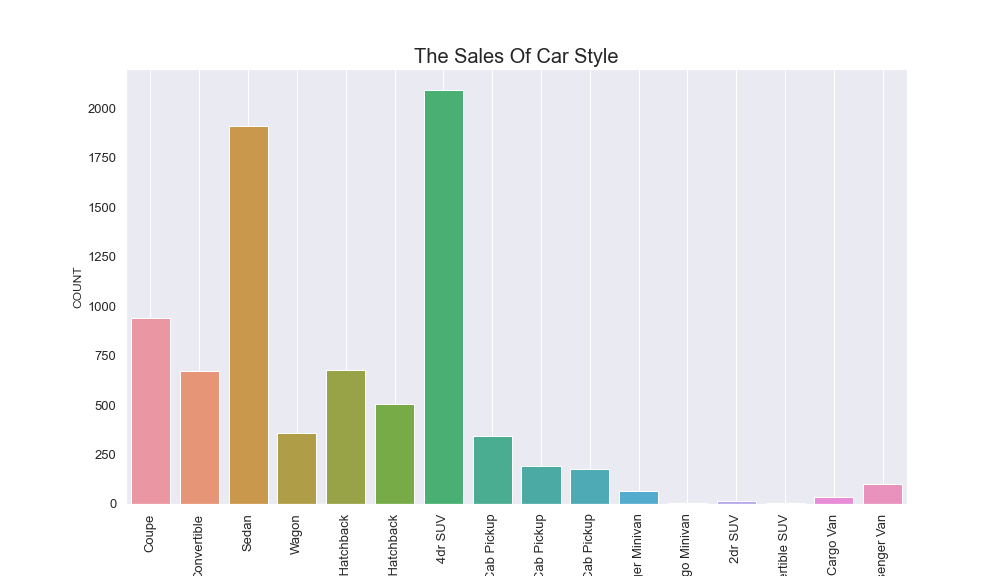 The Sales Of Car Style
COUNT
2000
1750
1500
1250
1000
750
500
250
0
Coupe
Convertible
Sedan
Wagon
Hatchback
Hatchback
4dr SUV
Cab Pickup
Cab Pickup
Cab Pickup
Minivan
Minivan
2dr SUV
SUV
Cargo Van
Van